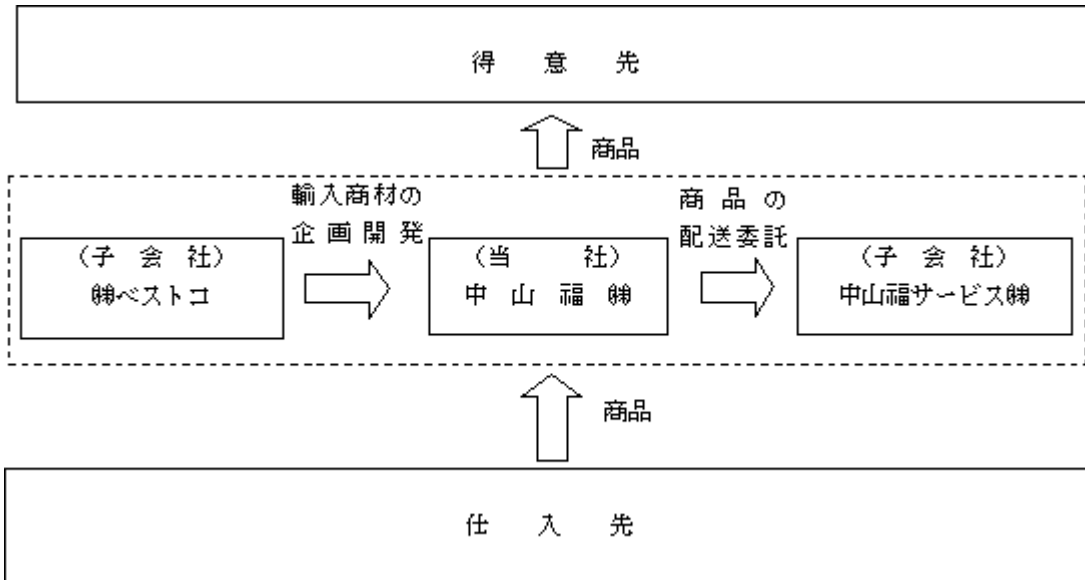 得意先
商品
輸入商材の
企画開発
商品の
配送委託
(子会社)
㈱ベストコ
(当社)
中山福㈱
(子会社)
中山福サービス㈱
商品
仕入先